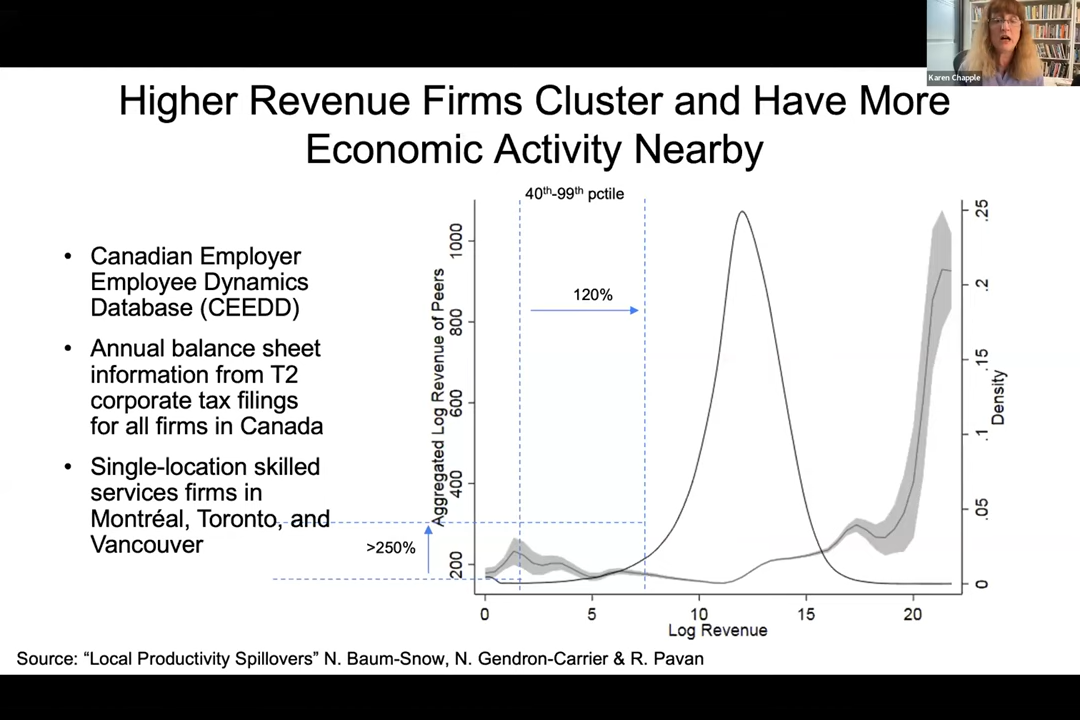 Karen Chapple
Higher Revenue Firms Cluster and Have More
Economic Activity Nearby
• Canadian Employer
Employee Dynamics
Database (CEEDD)
• Annual balance sheet
information from T2
corporate tax filings
for all firms in Canada
• Single-location skilled
services firms in
Montréal, Toronto, and
Vancouver
40th-99th pctile
120%
>250%
Aggregated Log Revenue of Peers
1000
800
600
400
200
0 5 10 15 20
Log Revenue
.25
.2
.15
.1
.05
0
Density
Source: “Local Productivity Spillovers” N. Baum-Snow, N. Gendron-Carrier & R. Pavan